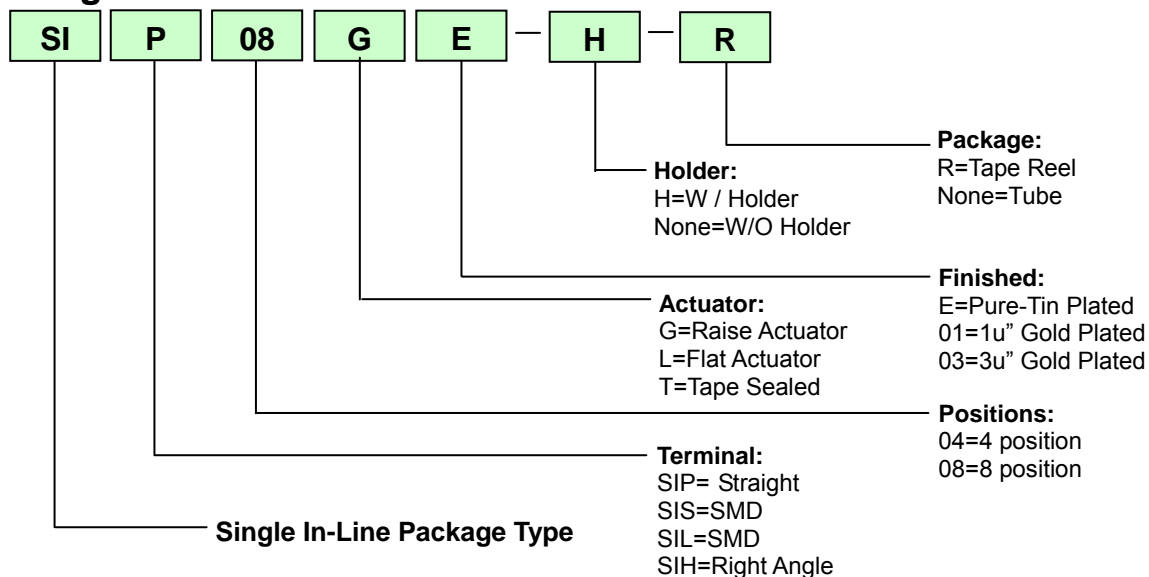 SI P 08 G E – H – R
Package:
R=Tape Reel
None=Tube
Holder:
H=W / Holder
None=W/O Holder
Finished:
E=Pure-Tin Plated
01=1u” Gold Plated
03=3u” Gold Plated
Actuator:
G=Raise Actuator
L=Flat Actuator
T=Tape Sealed
Positions:
04=4 position
08=8 position
Terminal:
SIP= Straight
SIS=SMD
SIL=SMD
SIH=Right Angle
Single In-Line Package Type